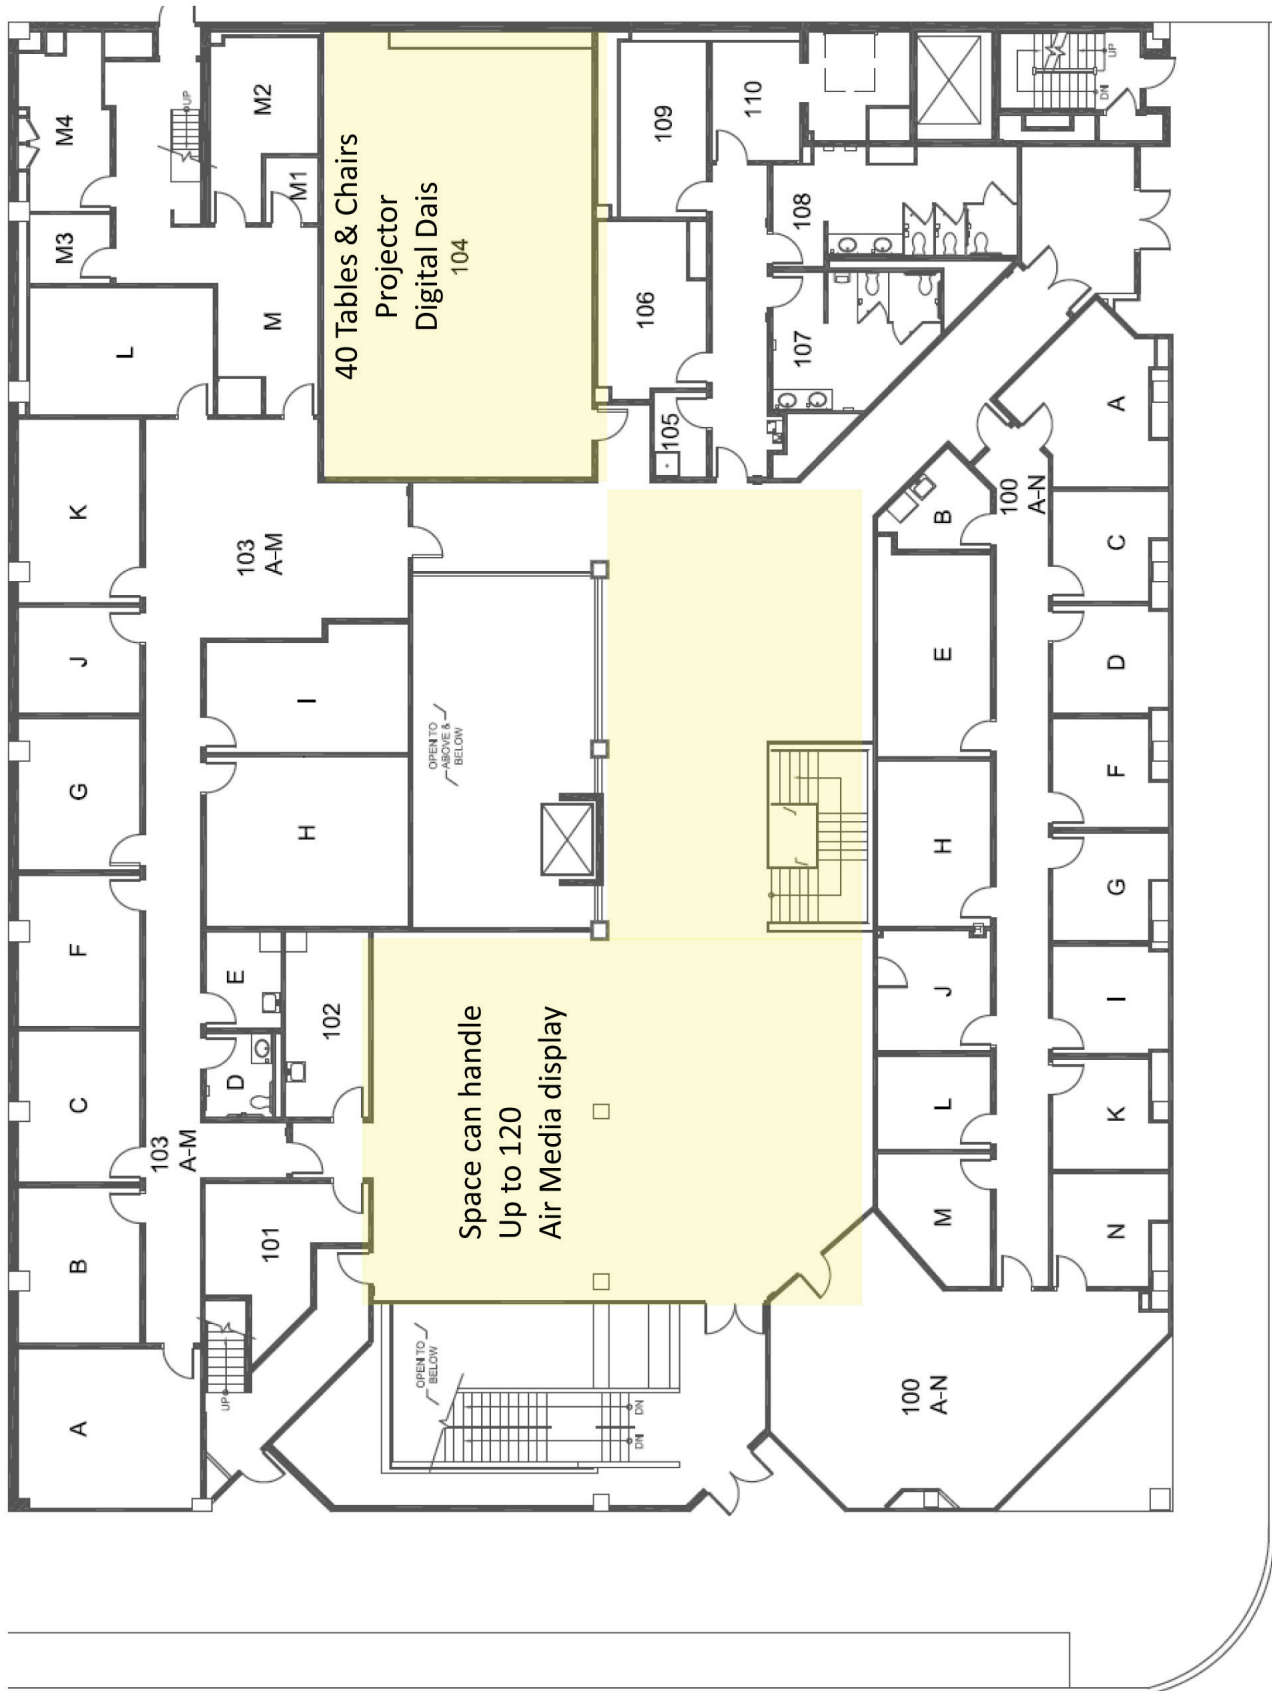 A
B
C
F
G
J
K
L
M3
M4
103
A-M
103
A-M
UP
UP
D
E
101
102
H
I
M
M1
M2
OPEN TO
BELOW
OPEN TO
ABOVE &
BELOW
40 Tables & Chairs
Projector
Digital Dais
104
Space can handle
Up to 120
Air Media display
DN
DN
105
106
109
110
107
108
100
A-N
M
L
J
H
E
B
100
A-N
N
K
I
G
F
D
C
A
DN
UP